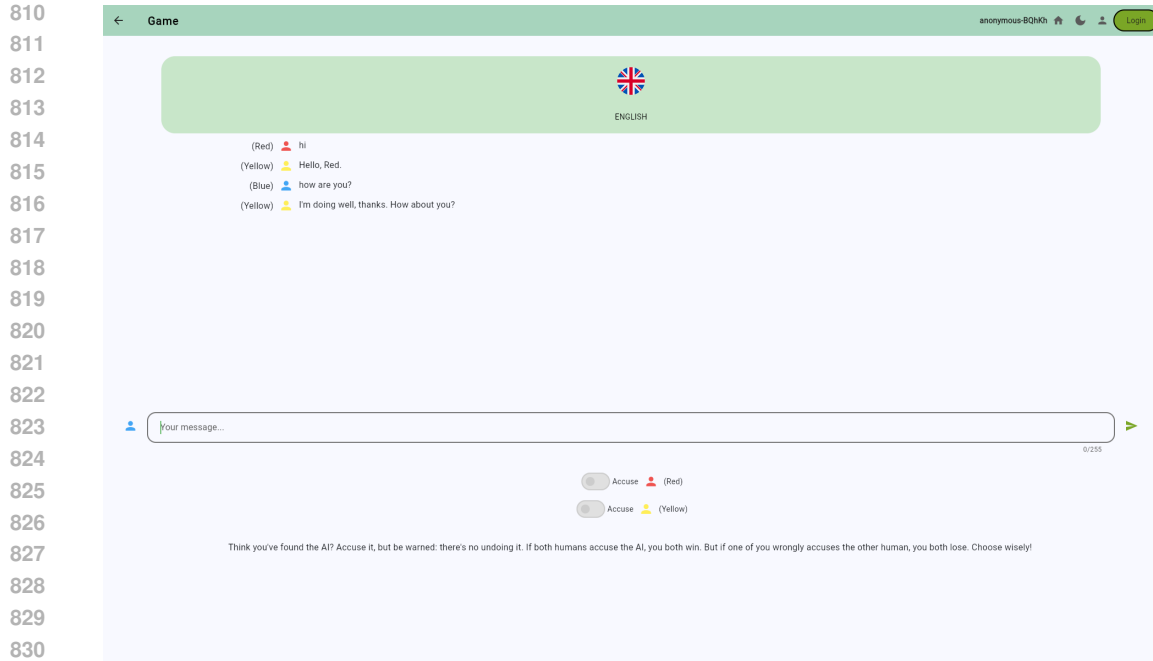 810
811
812
813
814
815
816
817
818
819
820
821
822
823
824
825
826
827
828
829
830
Game
anonymous-BQhKh Login
ENGLISH
(Red) hi
(Yellow) Hello, Red.
(Blue) how are you?
(Yellow) I'm doing well, thanks. How about you?
Your message...
0/255
Accuse (Red)
Accuse (Yellow)
Think you've found the AI? Accuse it, but be warned: there's no undoing it. If both humans accuse the AI, you both win. But if one of you wrongly accuses the other human, you both lose. Choose wisely!